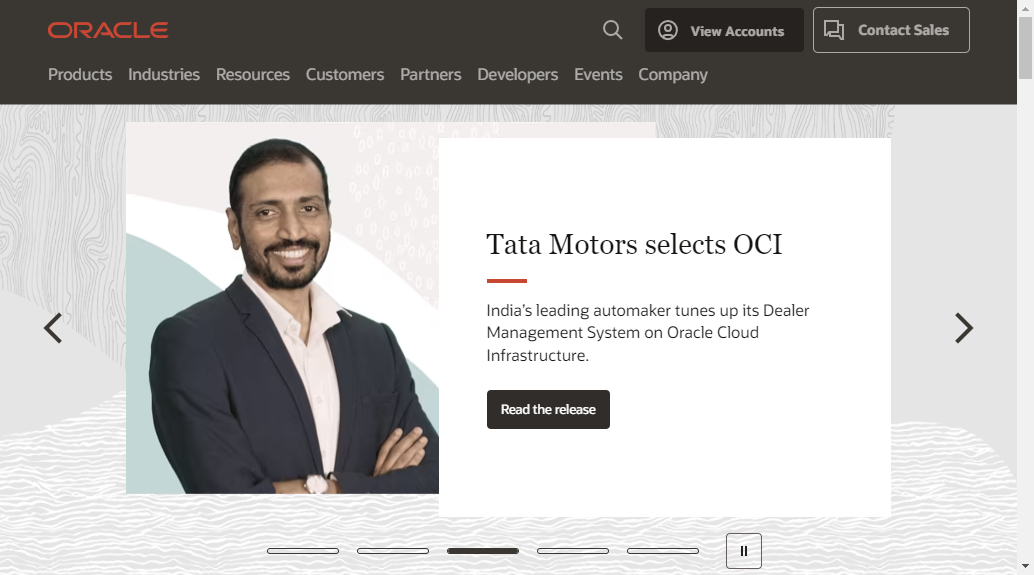 ORACLE
View Accounts
Contact Sales
Products Industries Resources Customers Partners Developers Events Company
Tata Motors selects OCI
India's leading automaker tunes up its Dealer
Management System on Oracle Cloud
Infrastructure.
Read the release